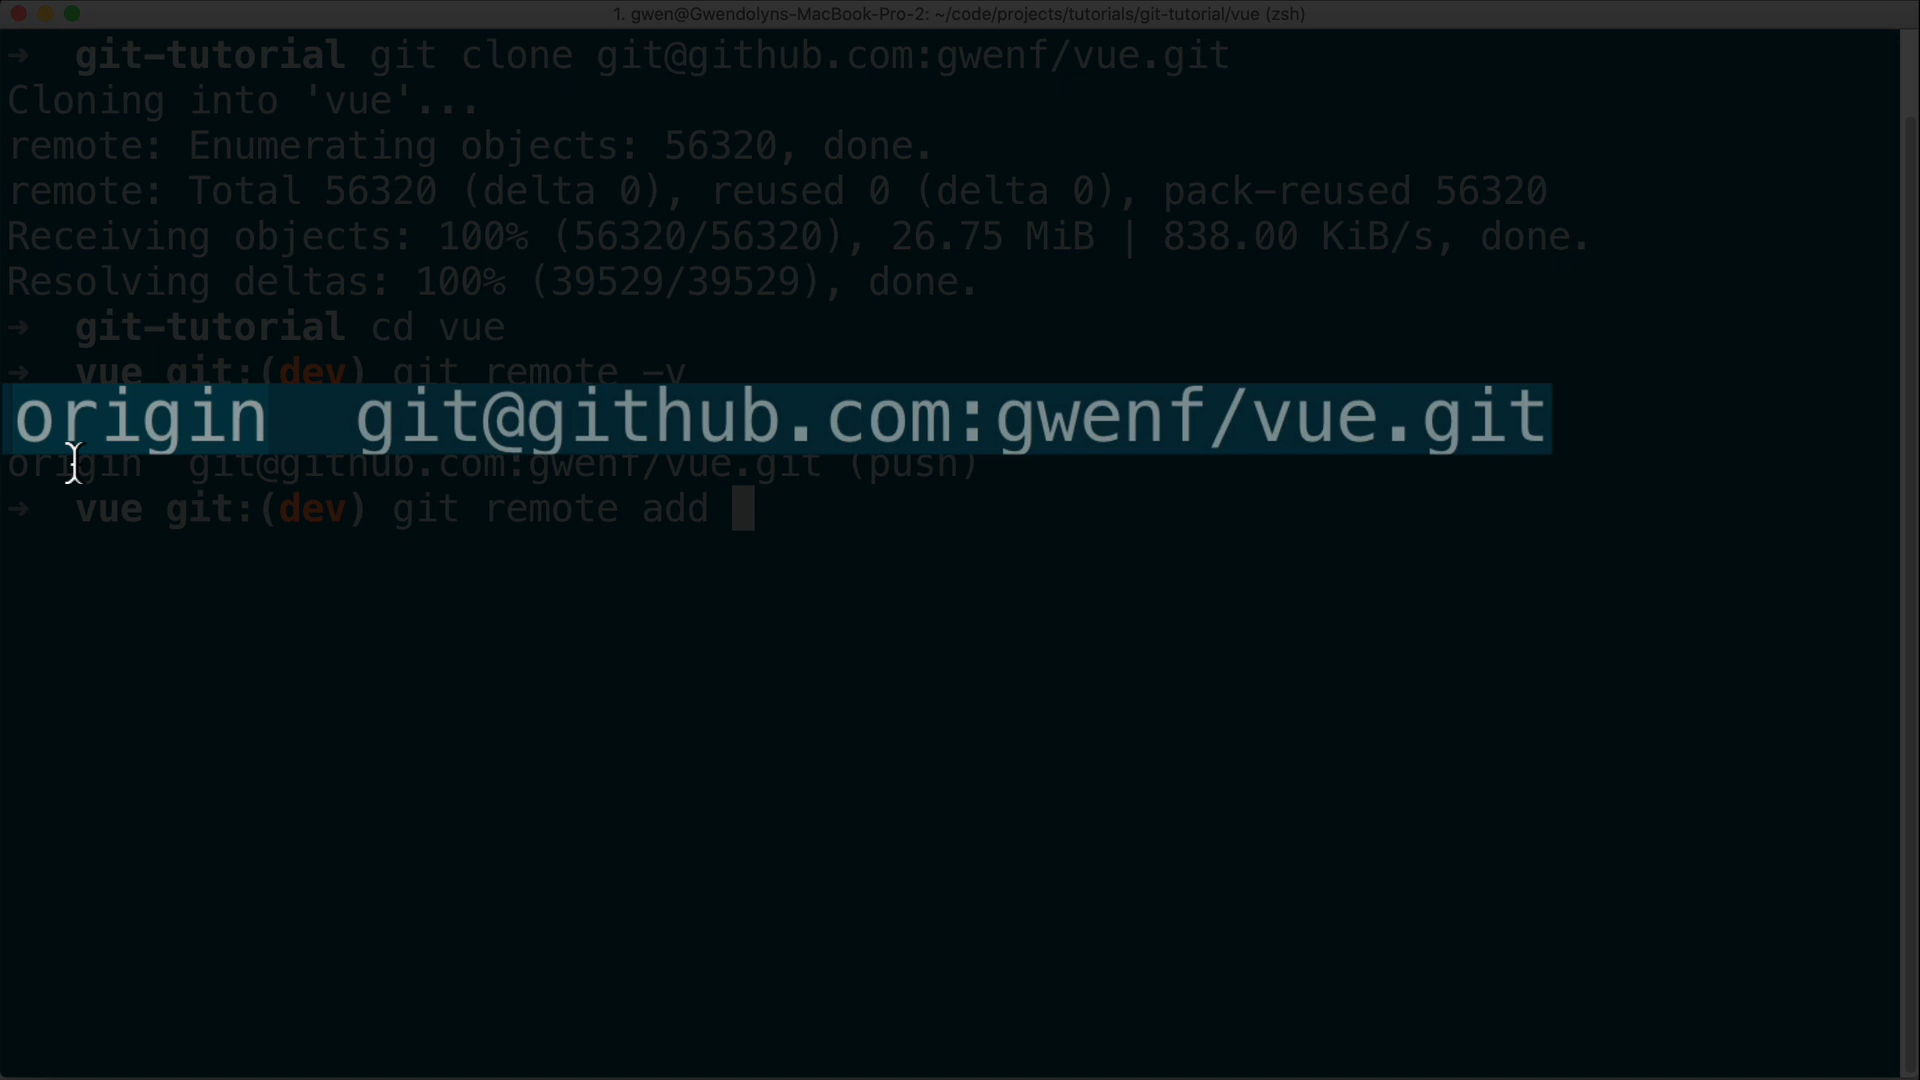 1. gwen@Gwendolyns-MacBook-Pro-2: ~/code/projects/tutorials/git-tutorial/vue (zsh)
→ git-tutorial git clone git@github.com:gwenf/vue.git
Cloning into 'vue'...
remote: Enumerating objects: 56320, done.
remote: Total 56320 (delta 0), reused 0 (delta 0), pack-reused 56320
Receiving objects: 100% (56320/56320), 26.75 MiB | 838.00 KiB/s, done.
Resolving deltas: 100% (39529/39529), done.
→ git-tutorial cd vue
→ vue git:(dev) git remote -v
origin git@github.com:gwenf/vue.git
origin git@github.com:gwenf/vue.git (push)
→ vue git:(dev) git remote add